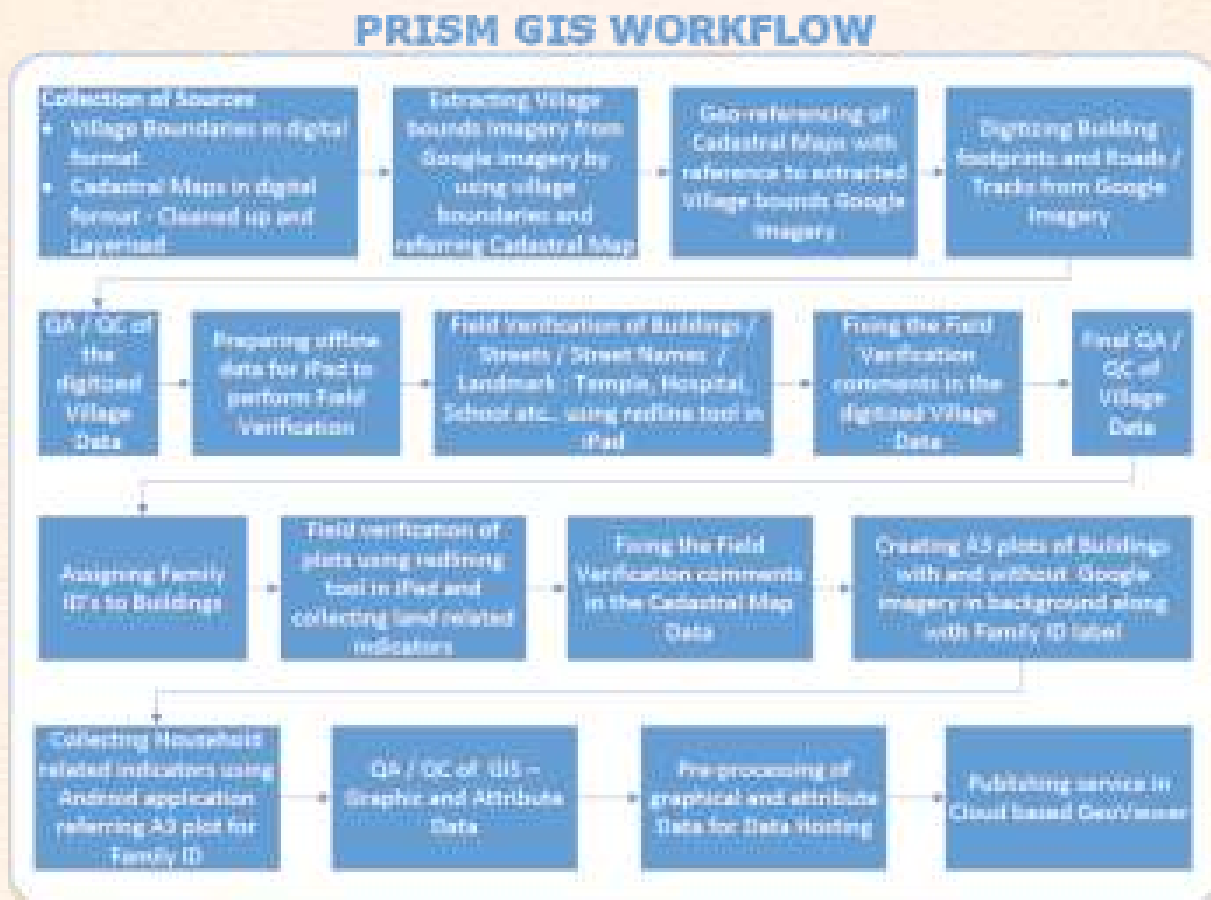 PRISM GIS WORKFLOW
Collection of Sources
• Village Boundaries in digital
format
• Cadastral Maps in digital
format - Cleaned up and
Layerised
Extracting Village
bounds imagery from
Google imagery by
using village
boundaries and
referring Cadastral Map
Geo-referencing of
Cadastral Maps with
reference to extracted
Village bounds Google
Imagery
Digitizing Building
footprints and Roads /
Tracks from Google
Imagery
QA / QC of
the
digitized
Village
Data
Preparing offline
data for iPad to
perform Field
Verification
Field Verification of Buildings /
Streets / Street Names /
Landmark : Temple, Hospital,
School etc.. using redline tool in
iPad
Fixing the Field
Verification
comments in the
digitized Village
Data
Final QA /
QC of
Village
Data
Assigning Family
ID's to Buildings
Field verification of
plots using redlining
tool in iPad and
collecting land related
indicators
Fixing the Field
Verification comments
in the Cadastral Map
Data
Creating A3 plots of Buildings
with and without Google
imagery in background along
with Family ID label
Collecting Household
related indicators using
Android application
referring A3 plot for
Family ID
QA / QC of GIS –
Graphic and Attribute
Data
Pre-processing of
graphical and attribute
Data for Data Hosting
Publishing service in
Cloud based GeoViewer